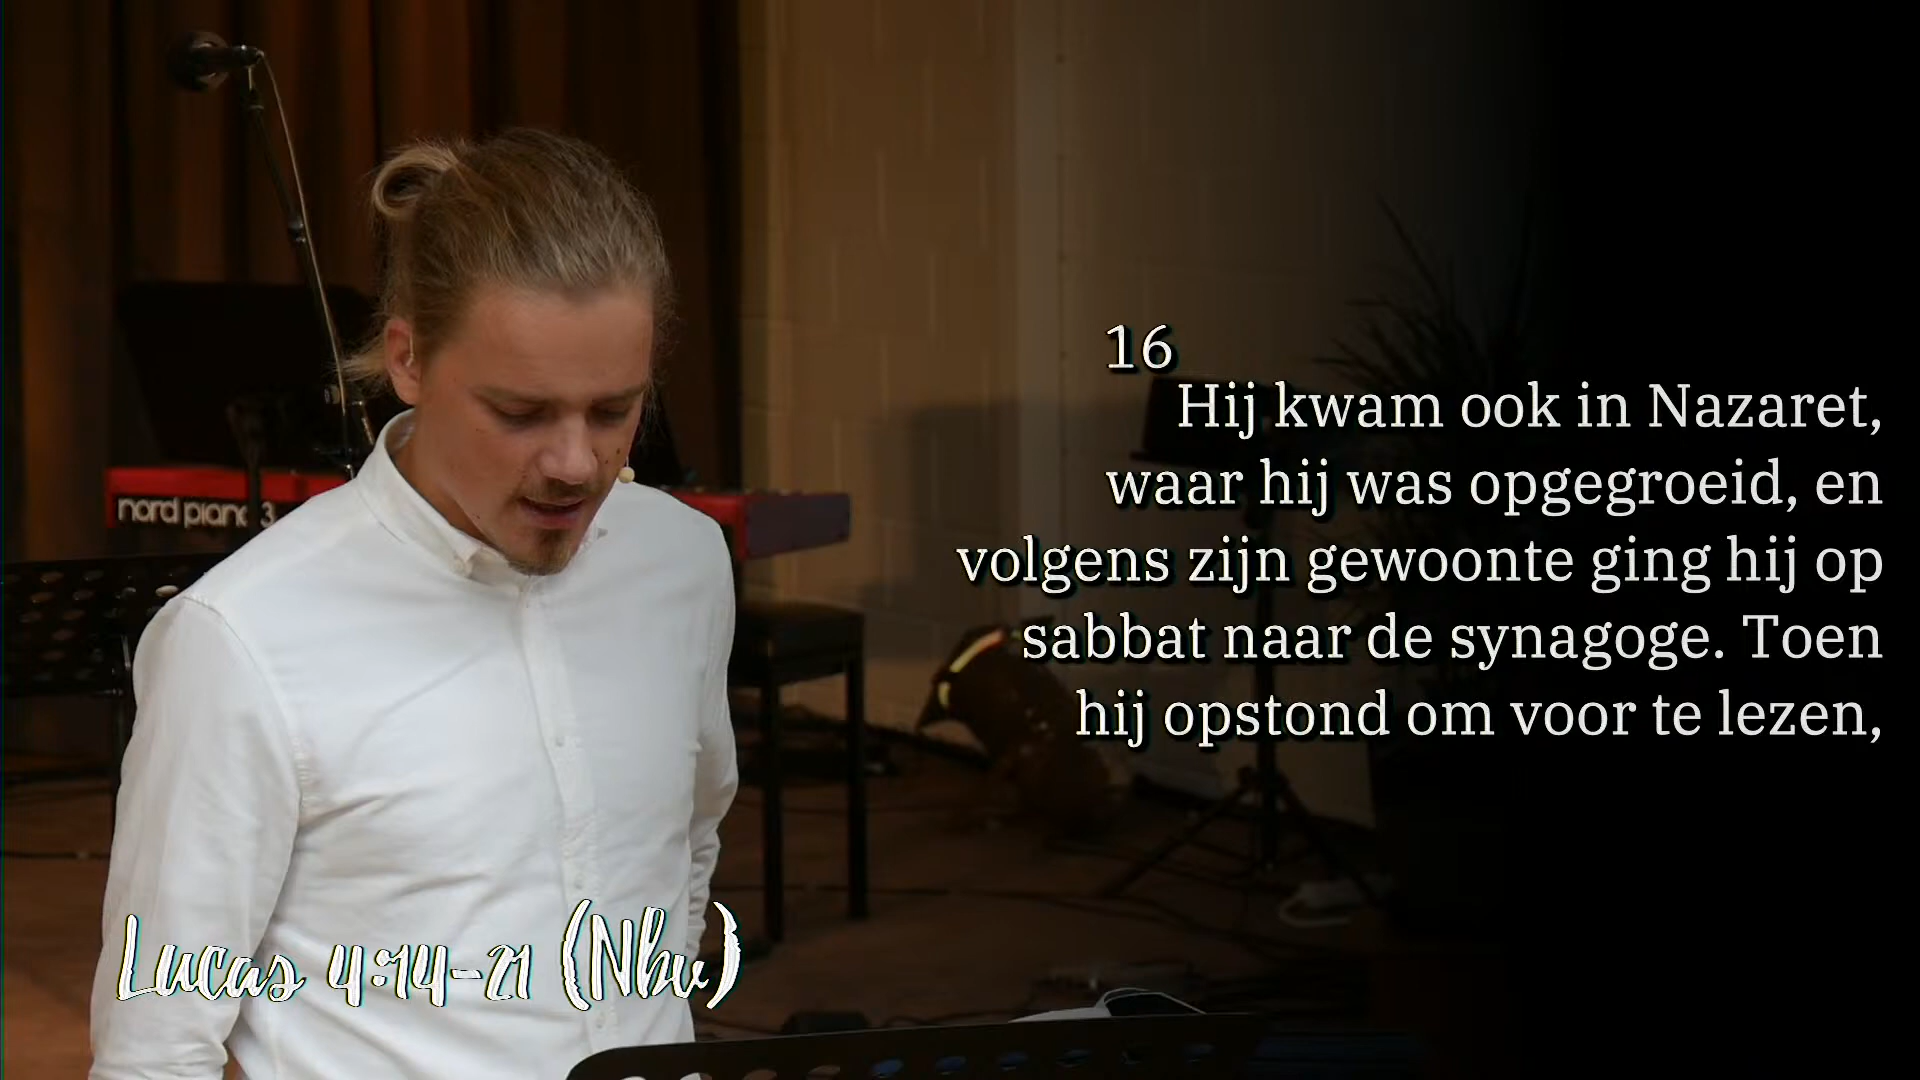 16
Hij kwam ook in Nazaret,
waar hij was opgegroeid, en
volgens zijn gewoonte ging hij op
sabbat naar de synagoge. Toen
hij opstond om voor te lezen,
nord piano 3
Lucas 4:14-21 (Nbv)